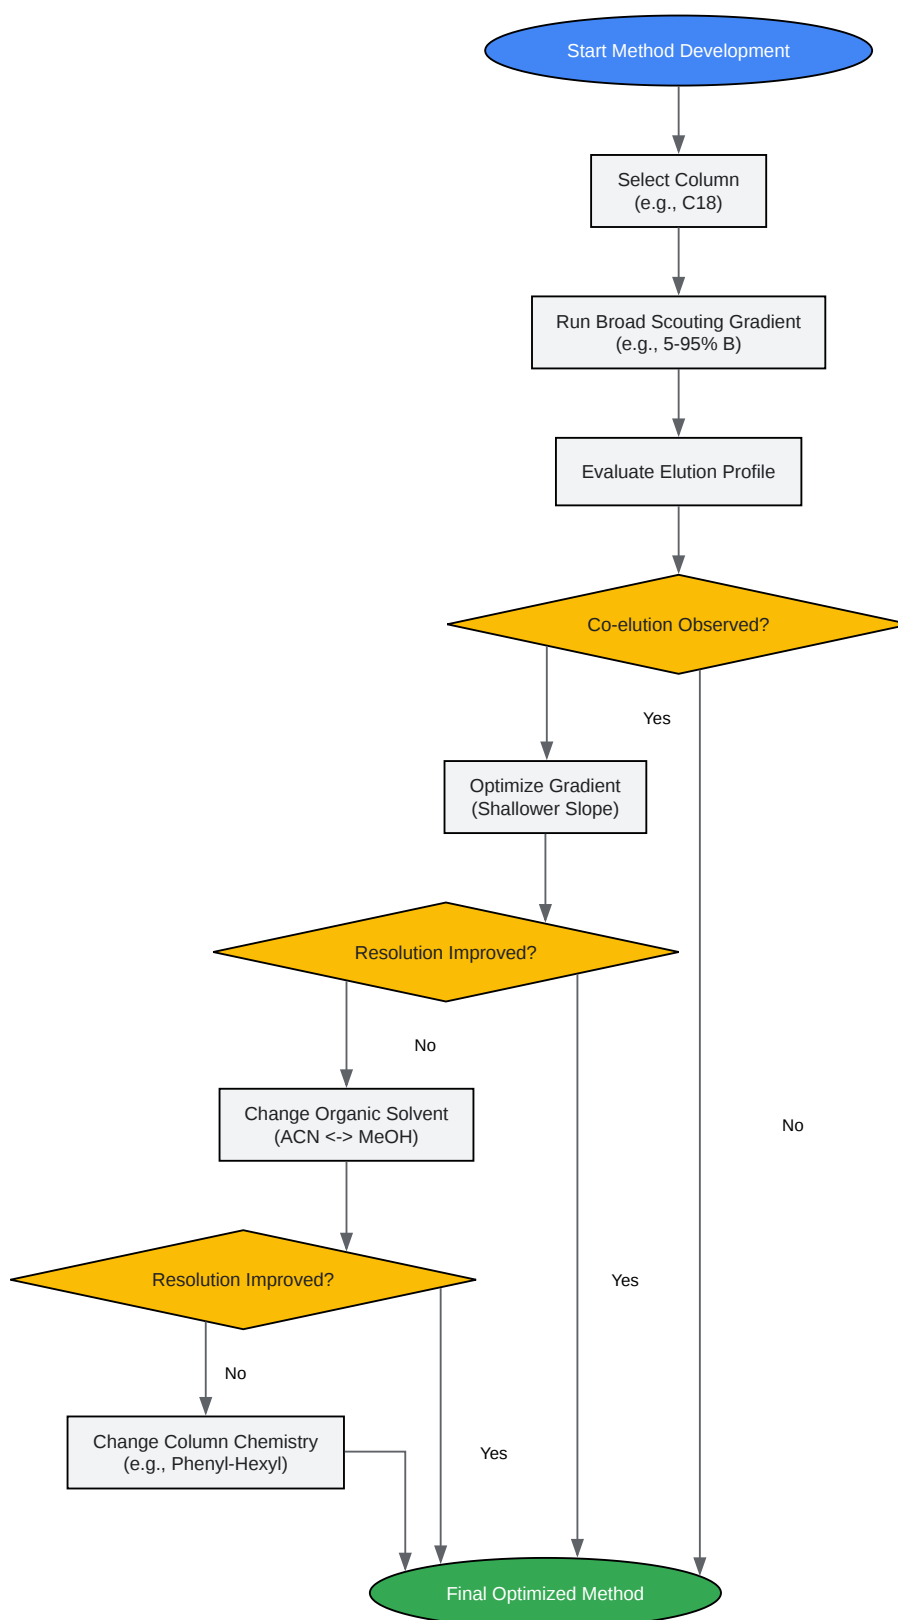 Start Method Development
Select Column
(e.g., C18)
Run Broad Scouting Gradient
(e.g., 5-95% B)
Evaluate Elution Profile
Co-elution Observed?
Yes
Optimize Gradient
(Shallower Slope)
Resolution Improved?
No
Change Organic Solvent
(ACN <-> MeOH)
No
Resolution Improved?
Yes
No
Change Column Chemistry
(e.g., Phenyl-Hexyl)
Yes
Final Optimized Method